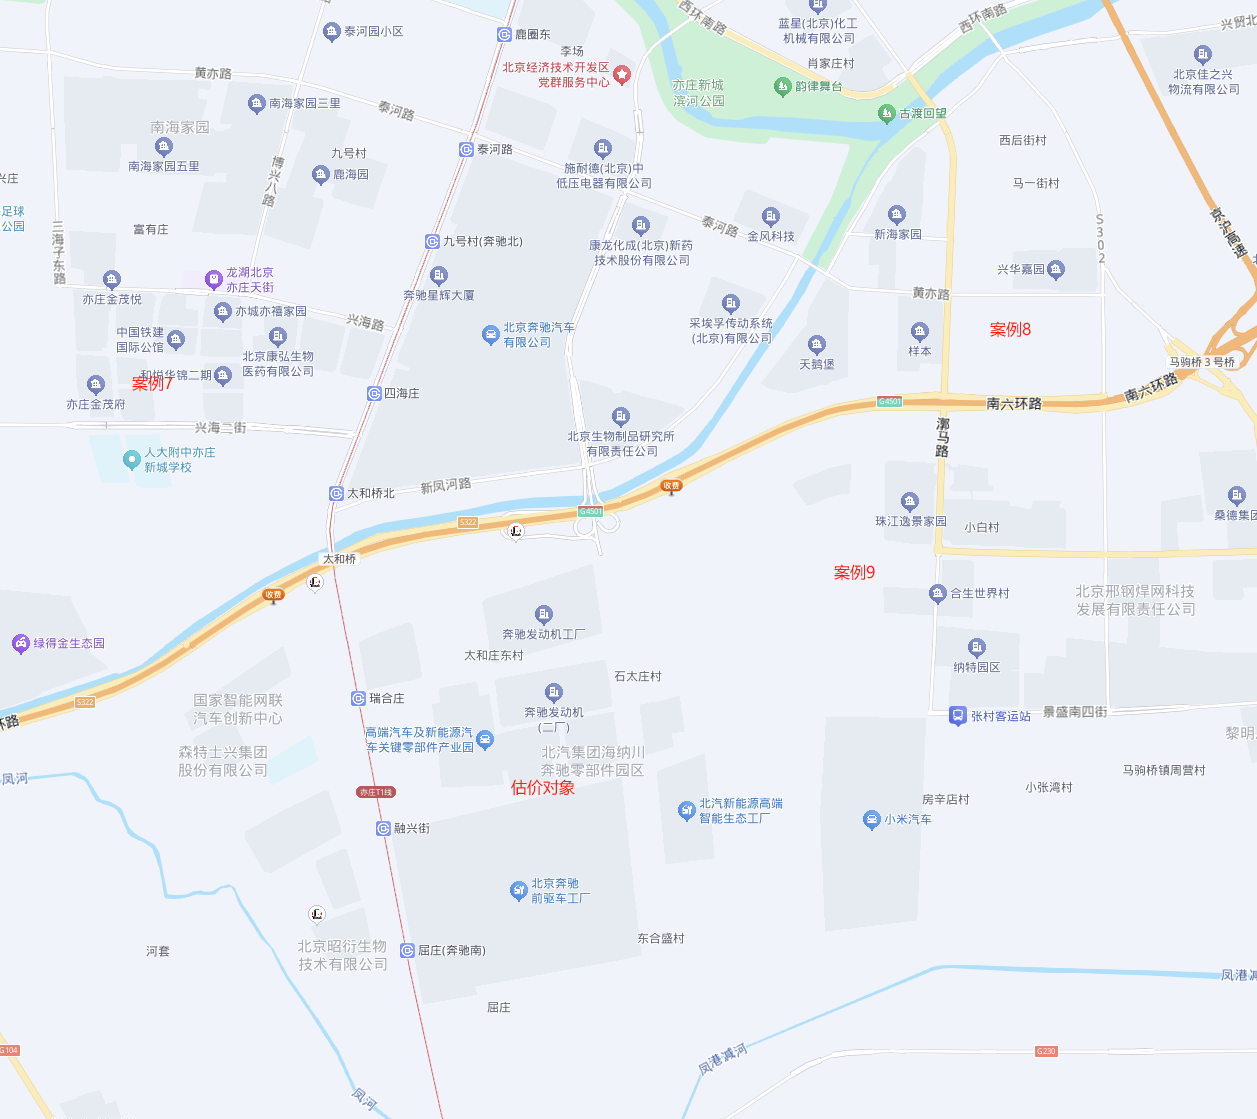 泰河园小区
鹿圈东
李场
北京经济技术开发区
党群服务中心
西环南路
蓝星(北京)化工
机械有限公司
西环南路
兴贸北
肖家庄村
北京佳之兴
物流有限公司
黄亦路
南海家园三里
泰河路
亦庄新城
滨河公园
韵律舞台
古渡回望
南海家园
南海家园五里
九号村
鹿海园
泰河路
施耐德(北京)中
低压电器有限公司
西后街村
马一街村
兴庄
足球
公园
博兴八路
三海子东路
富有庄
九号村(奔驰北)
康龙化成(北京)新药
技术股份有限公司
泰河路
金风科技
新海家园
S302
京沪高速
北
龙湖北京
亦庄天街
亦庄金茂悦
奔驰星辉大厦
兴华嘉园
黄亦路
亦城亦禧家园
兴海路
中国铁建
国际公馆
北京康弘生物
医药有限公司
北京奔驰汽车
有限公司
采埃孚传动系统
(北京)有限公司
天鹅堡
样本
案例8
马驹桥3号桥
和悦华锦二期
案例7
亦庄金茂府
四海庄
G4501
南六环路
南六环路
兴海二街
北京生物制品研究所
有限责任公司
漷马路
人大附中亦庄
新城学校
太和桥北
新凤河路
收费
G4501
S322
珠江逸景家园
小白村
桑德集团
太和桥
案例9
收费
合生世界村
北京邢钢焊网科技
发展有限责任公司
奔驰发动机工厂
太和庄东村
绿得金生态园
石太庄村
纳特园区
国家智能网联
汽车创新中心
瑞合庄
奔驰发动机
(二厂)
S322
环路
张村客运站
景盛南四街
黎明
高端汽车及新能源汽
车关键零部件产业园
森特士兴集团
股份有限公司
北汽集团海纳川
奔驰零部件园区
估价对象
马驹桥镇周营村
小张湾村
凤河
亦庄T1线
北汽新能源高端
智能生态工厂
房辛店村
小米汽车
融兴街
北京奔驰
前驱车工厂
北京昭衍生物
技术有限公司
河套
屈庄(奔驰南)
东合盛村
凤港减
屈庄
G104
凤港减河
G230
凤河